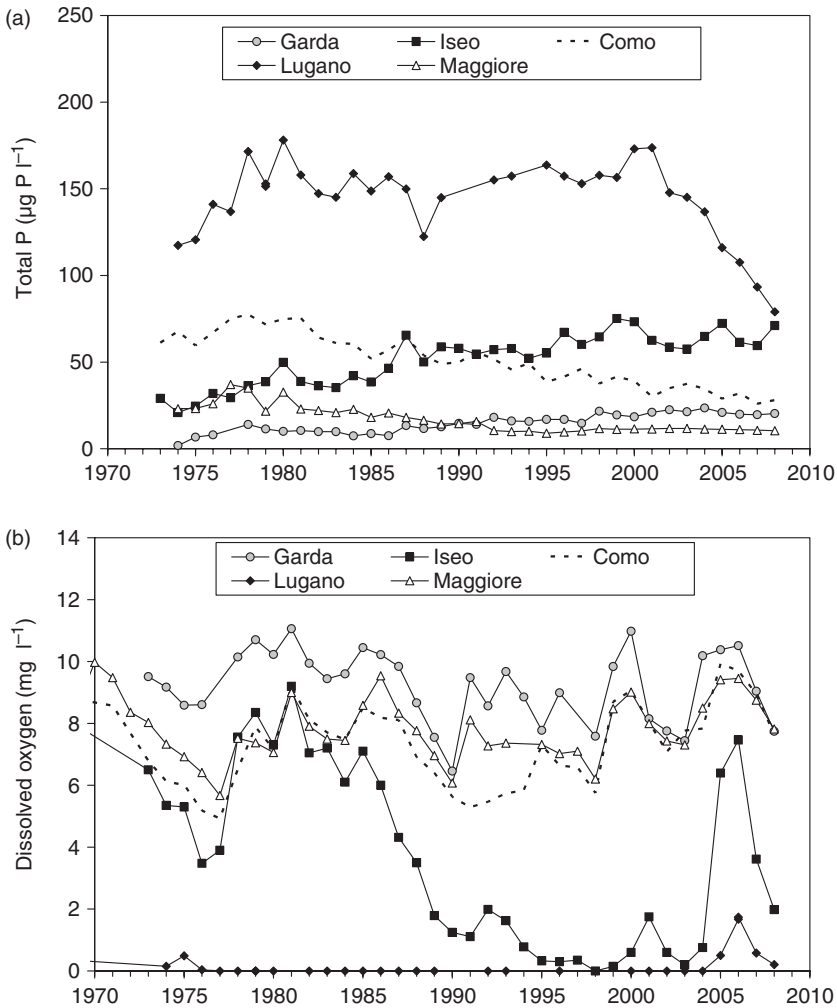 (a)
250
200
150
100
50
0
Total P (µg P l⁻¹)
Garda Iseo Como
Lugano Maggiore
1970 1975 1980 1985 1990 1995 2000 2005 2010
(b)
14
12
10
8
6
4
2
0
Dissolved oxygen (mg l⁻¹)
Garda Iseo Como
Lugano Maggiore
1970 1975 1980 1985 1990 1995 2000 2005 2010